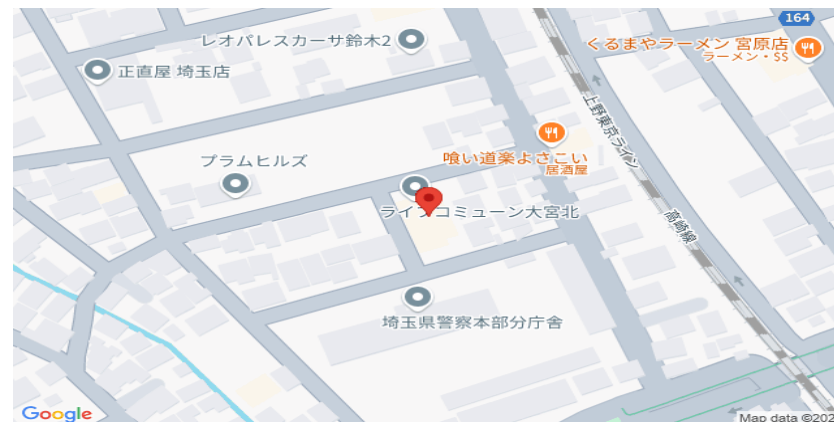 164
レオパレスカーサ鈴木2
くるまやラーメン 宮原店
ラーメン・$$
正直屋 埼玉店
上野東京ライン
喰い道楽よさこい
居酒屋
プラムヒルズ
ライフコミューン大宮北
高崎線
埼玉県警察本部分庁舎
Google
Map data ©202